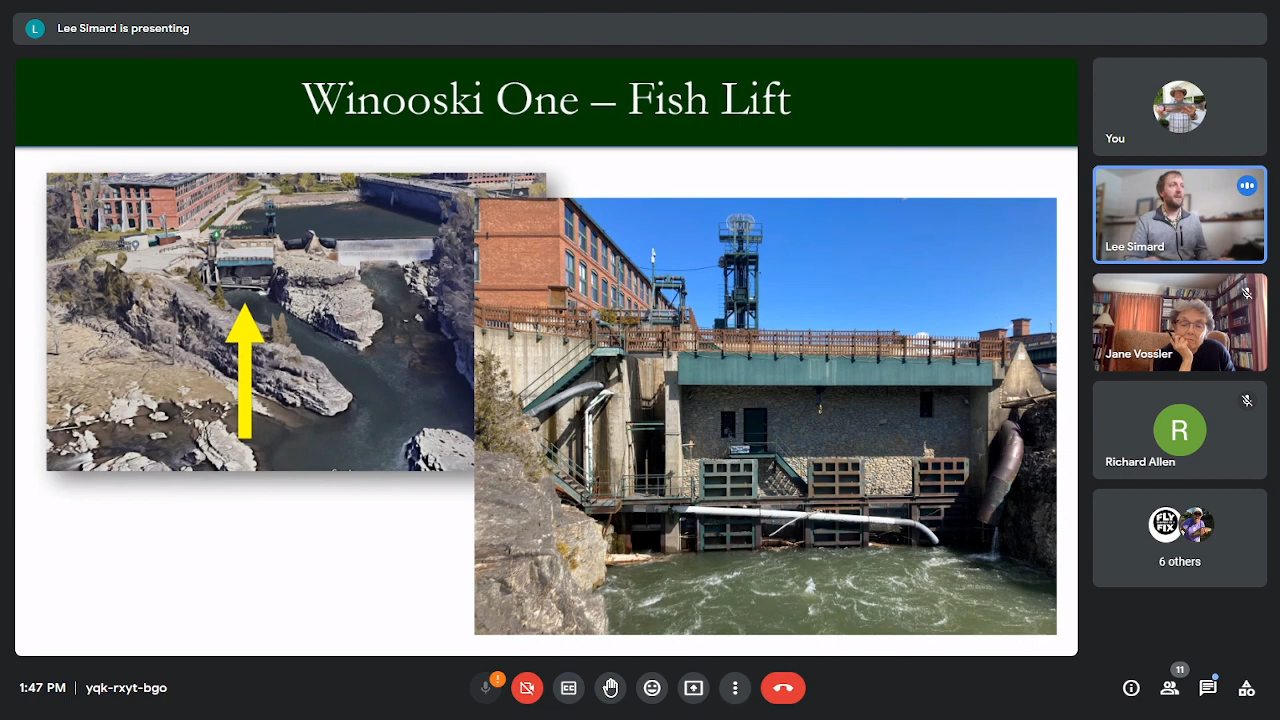 L
Lee Simard is presenting
Winooski One – Fish Lift
You
Lee Simard
Jane Vossler
R
Richard Allen
FLY
FIX
6 others
1:47 PM
yqk-rxyt-bgo
!
CC
11